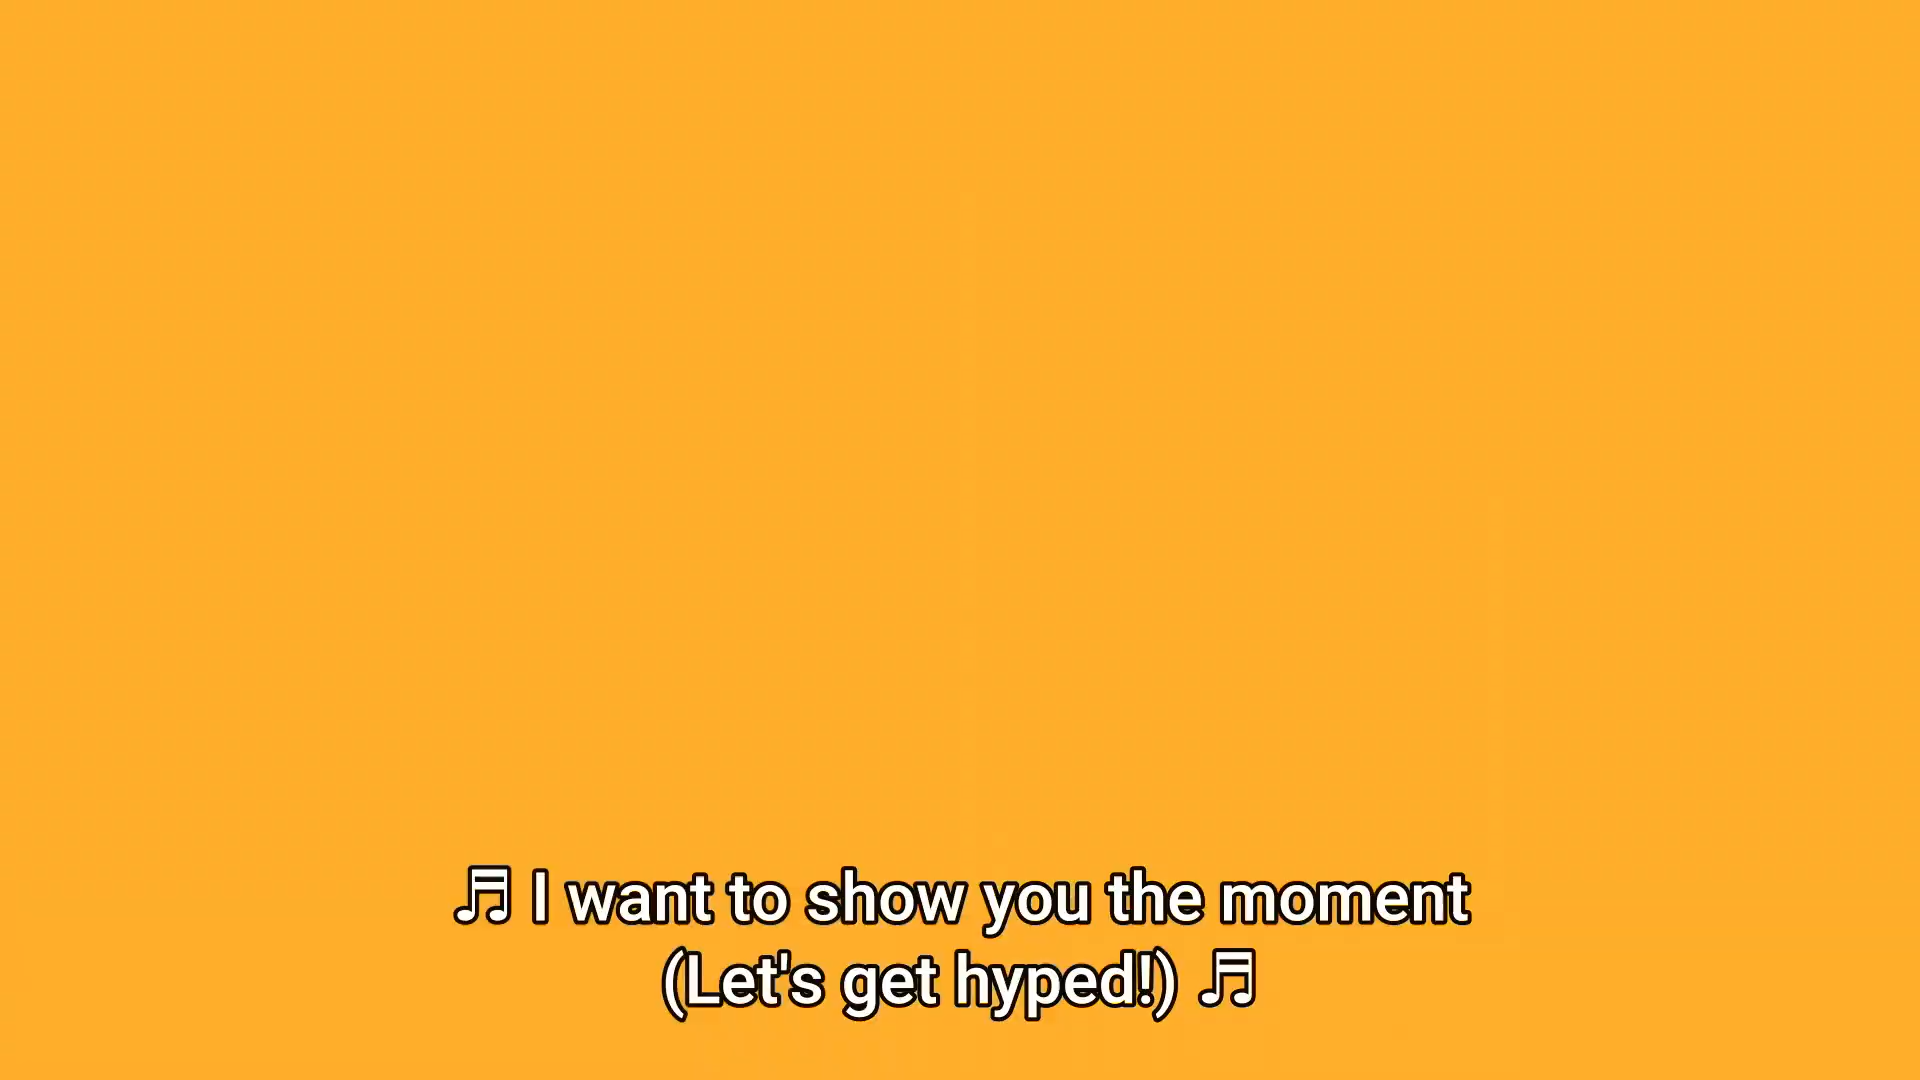 ♬ I want to show you the moment
(Let's get hyped!) ♬